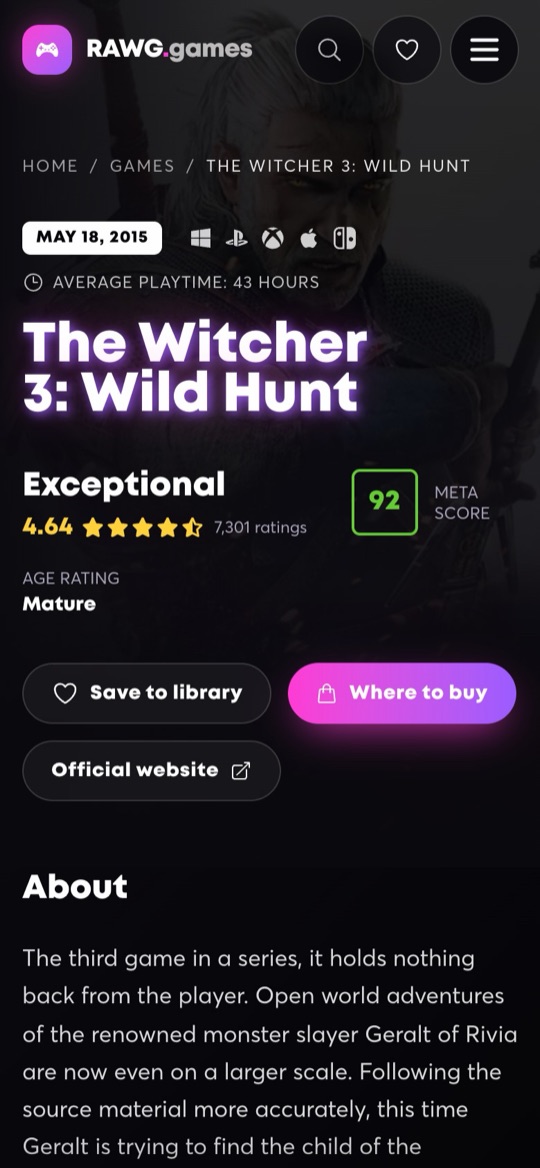 RAWG.games
HOME / GAMES / THE WITCHER 3: WILD HUNT
MAY 18, 2015
AVERAGE PLAYTIME: 43 HOURS
The Witcher
3: Wild Hunt
Exceptional
4.64 7,301 ratings
92 META
SCORE
AGE RATING
Mature
Save to library
Where to buy
Official website
About
The third game in a series, it holds nothing
back from the player. Open world adventures
of the renowned monster slayer Geralt of Rivia
are now even on a larger scale. Following the
source material more accurately, this time
Geralt is trying to find the child of the